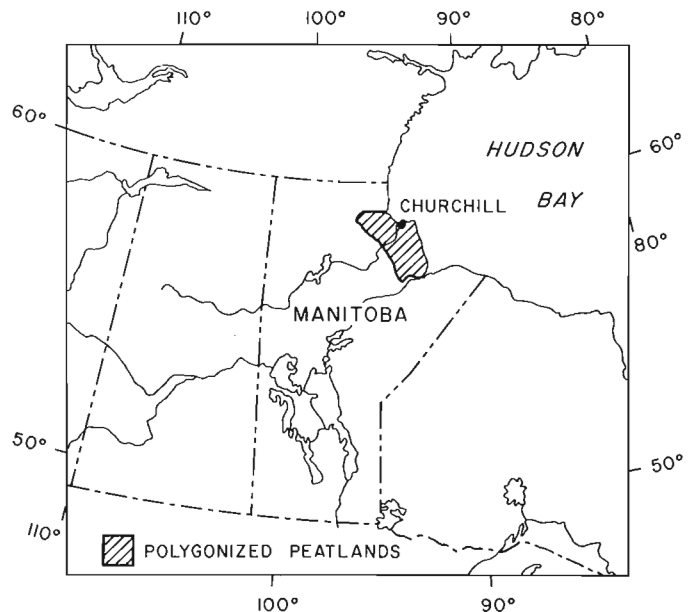 110° 100° 90° 80°
60°
HUDSON
60°
BAY
CHURCHILL
80°
MANITOBA
50°
50°
110°
POLYGONIZED PEATLANDS
100° 90°